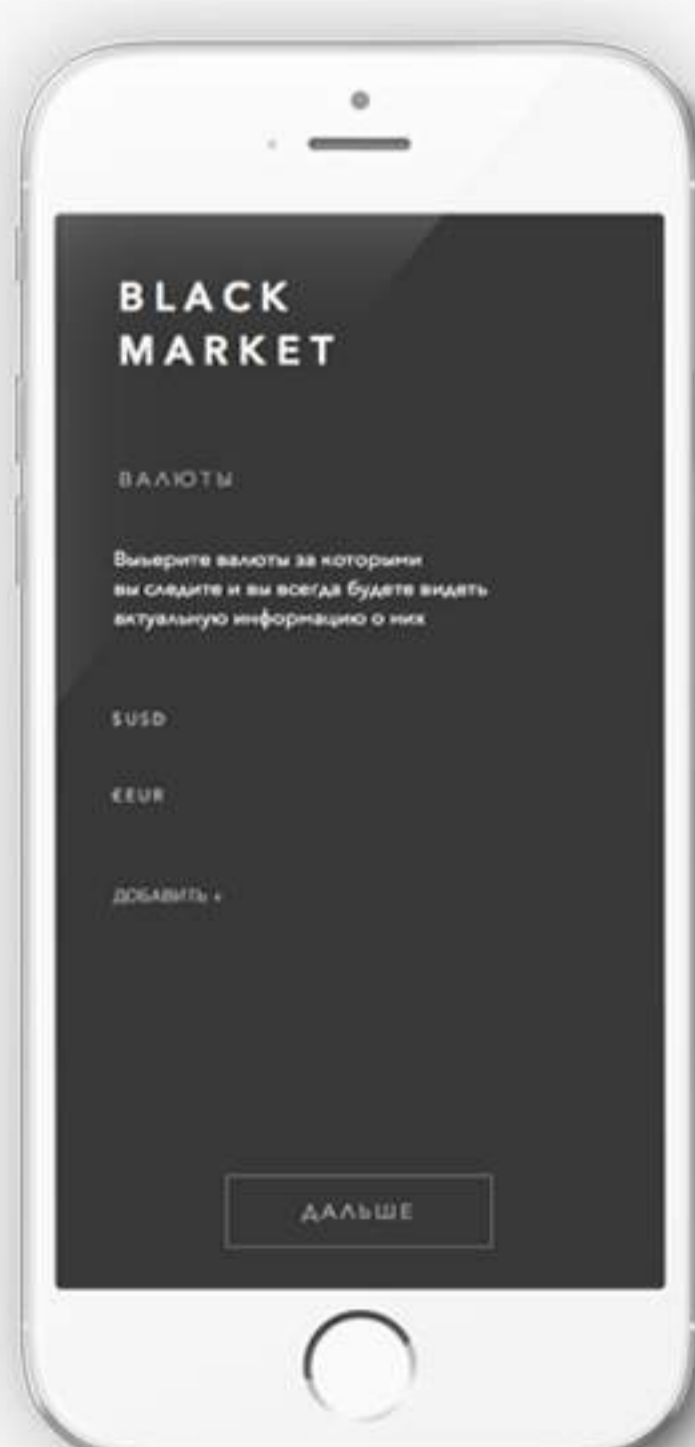 BLACK
MARKET
ВАЛЮТЫ
Выьерите валюты за которыми
вы следите и вы всегда будете видеть
актуальную информацию о них
$USD
€EUR
ДОБАВИТЬ +
ДАЛЬШЕ